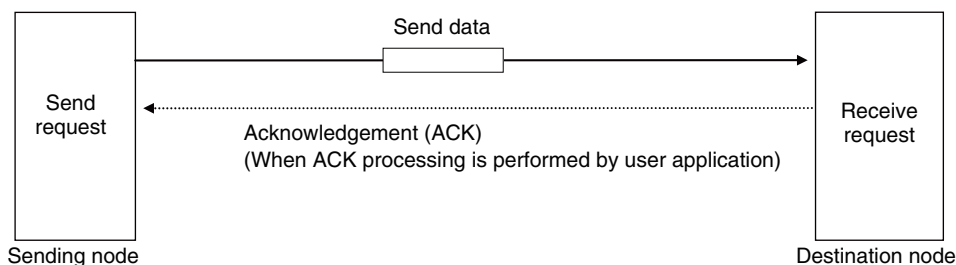 Send data
Send
request
Receive
request
Acknowledgement (ACK)
(When ACK processing is performed by user application)
Sending node
Destination node